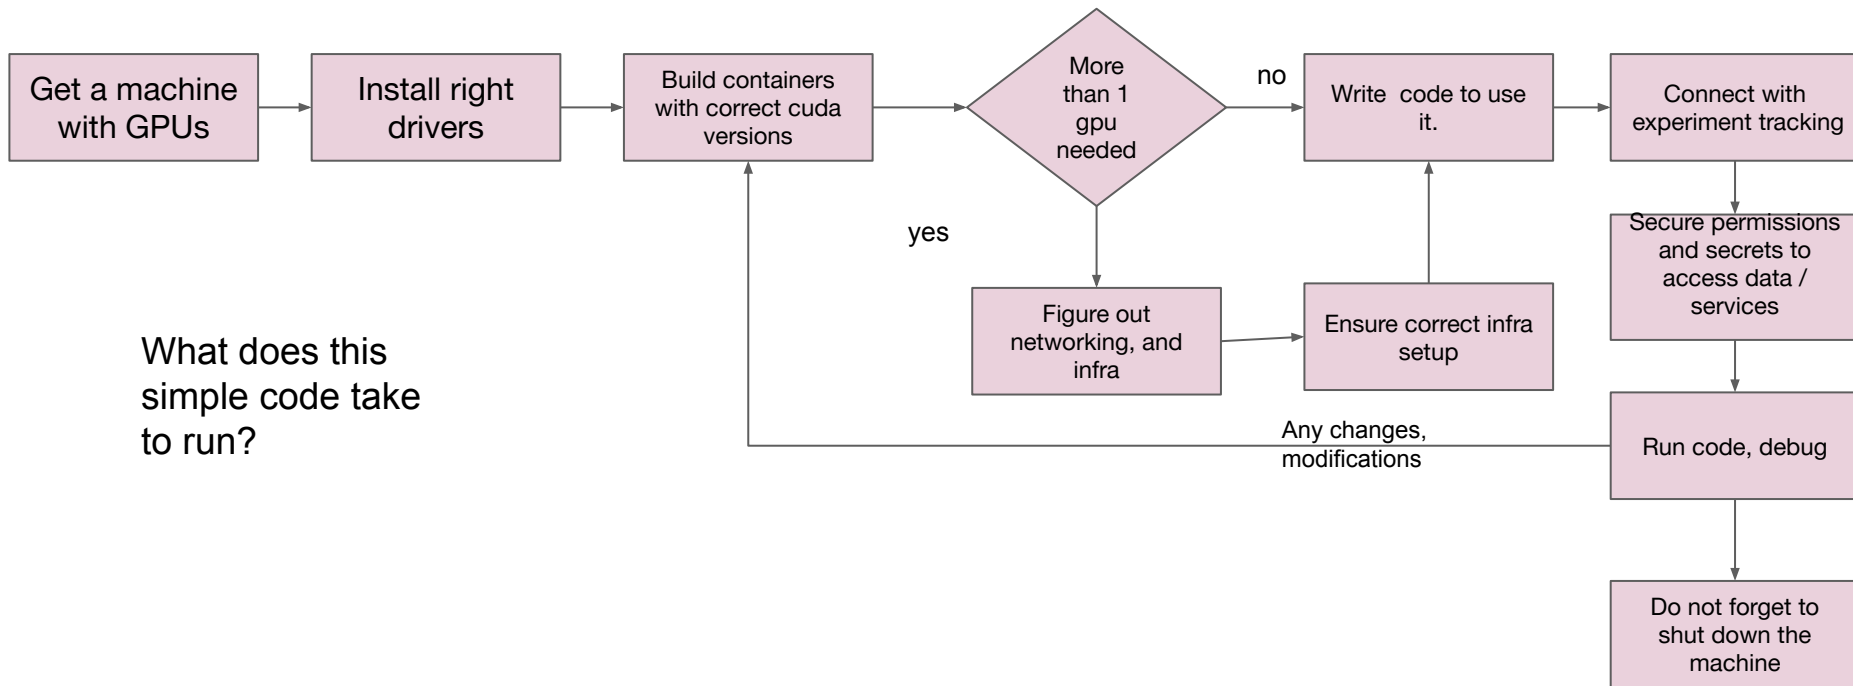 Get a machine
with GPUs
Install right
drivers
Build containers
with correct cuda
versions
More
than 1
gpu
needed
no
Write  code to use
it.
Connect with
experiment tracking
yes
Secure permissions
and secrets to
access data /
services
Figure out
networking, and
infra
Ensure correct infra
setup
What does this
simple code take
to run?
Any changes,
modifications
Run code, debug
Do not forget to
shut down the
machine